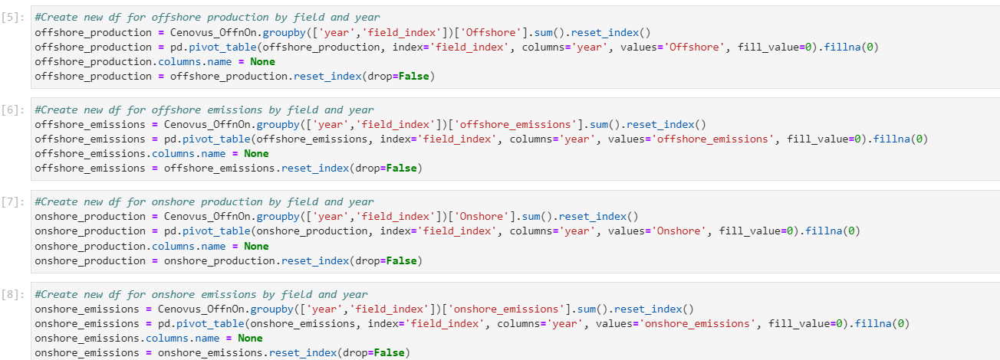 [5]: #Create new df for offshore production by field and year
offshore_production = Cenovus_OffnOn.groupby(['year','field_index'])['Offshore'].sum().reset_index()
offshore_production = pd.pivot_table(offshore_production, index='field_index', columns='year', values='Offshore', fill_value=0).fillna(0)
offshore_production.columns.name = None
offshore_production = offshore_production.reset_index(drop=False)
[6]: #Create new df for offshore emissions by field and year
offshore_emissions = Cenovus_OffnOn.groupby(['year','field_index'])['offshore_emissions'].sum().reset_index()
offshore_emissions = pd.pivot_table(offshore_emissions, index='field_index', columns='year', values='offshore_emissions', fill_value=0).fillna(0)
offshore_emissions.columns.name = None
offshore_emissions = offshore_emissions.reset_index(drop=False)
[7]: #Create new df for onshore production by field and year
onshore_production = Cenovus_OffnOn.groupby(['year','field_index'])['Onshore'].sum().reset_index()
onshore_production = pd.pivot_table(onshore_production, index='field_index', columns='year', values='Onshore', fill_value=0).fillna(0)
onshore_production.columns.name = None
onshore_production = onshore_production.reset_index(drop=False)
[8]: #Create new df for onshore emissions by field and year
onshore_emissions = Cenovus_OffnOn.groupby(['year','field_index'])['onshore_emissions'].sum().reset_index()
onshore_emissions = pd.pivot_table(onshore_emissions, index='field_index', columns='year', values='onshore_emissions', fill_value=0).fillna(0)
onshore_emissions.columns.name = None
onshore_emissions = onshore_emissions.reset_index(drop=False)